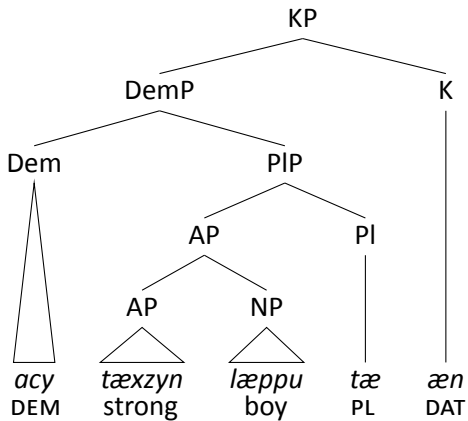 KP
DemP K
Dem PlP
AP Pl
AP NP
acy tæxzyn læppu tæ æn
DEM strong boy PL DAT